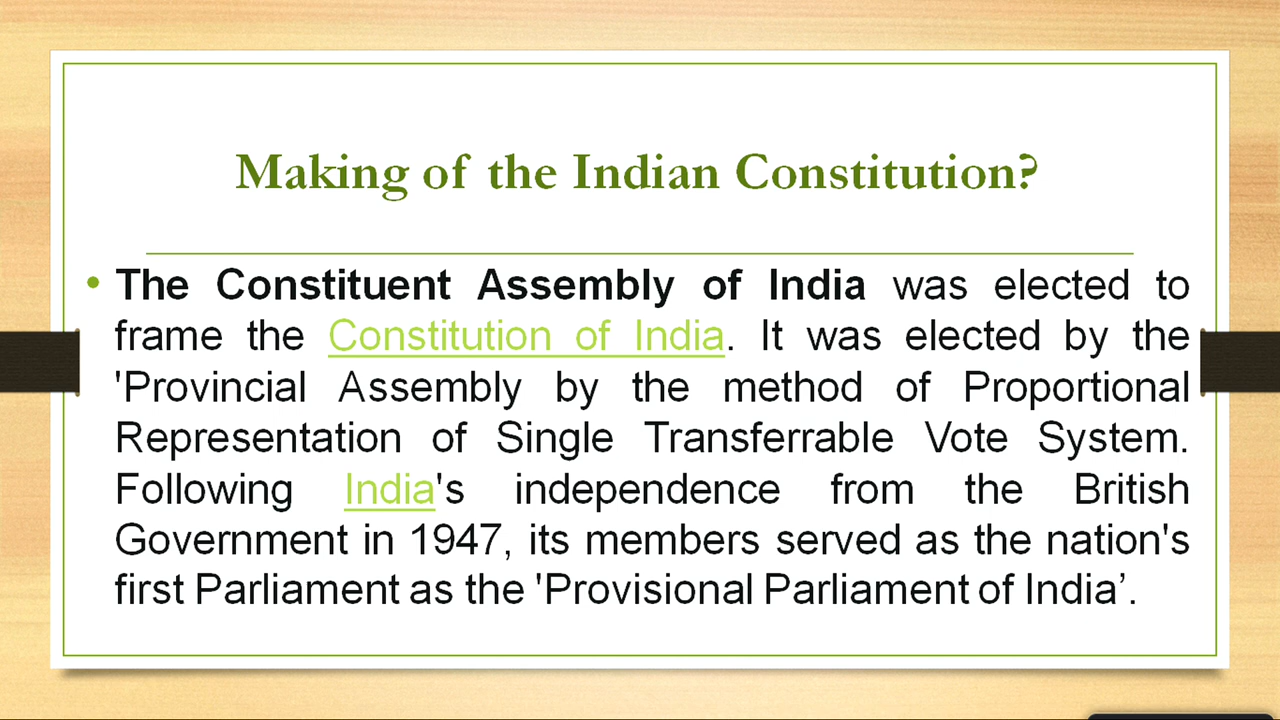 Making of the Indian Constitution?
• The Constituent Assembly of India was elected to
frame the Constitution of India. It was elected by the
'Provincial Assembly by the method of Proportional
Representation of Single Transferrable Vote System.
Following India's independence from the British
Government in 1947, its members served as the nation's
first Parliament as the 'Provisional Parliament of India’.